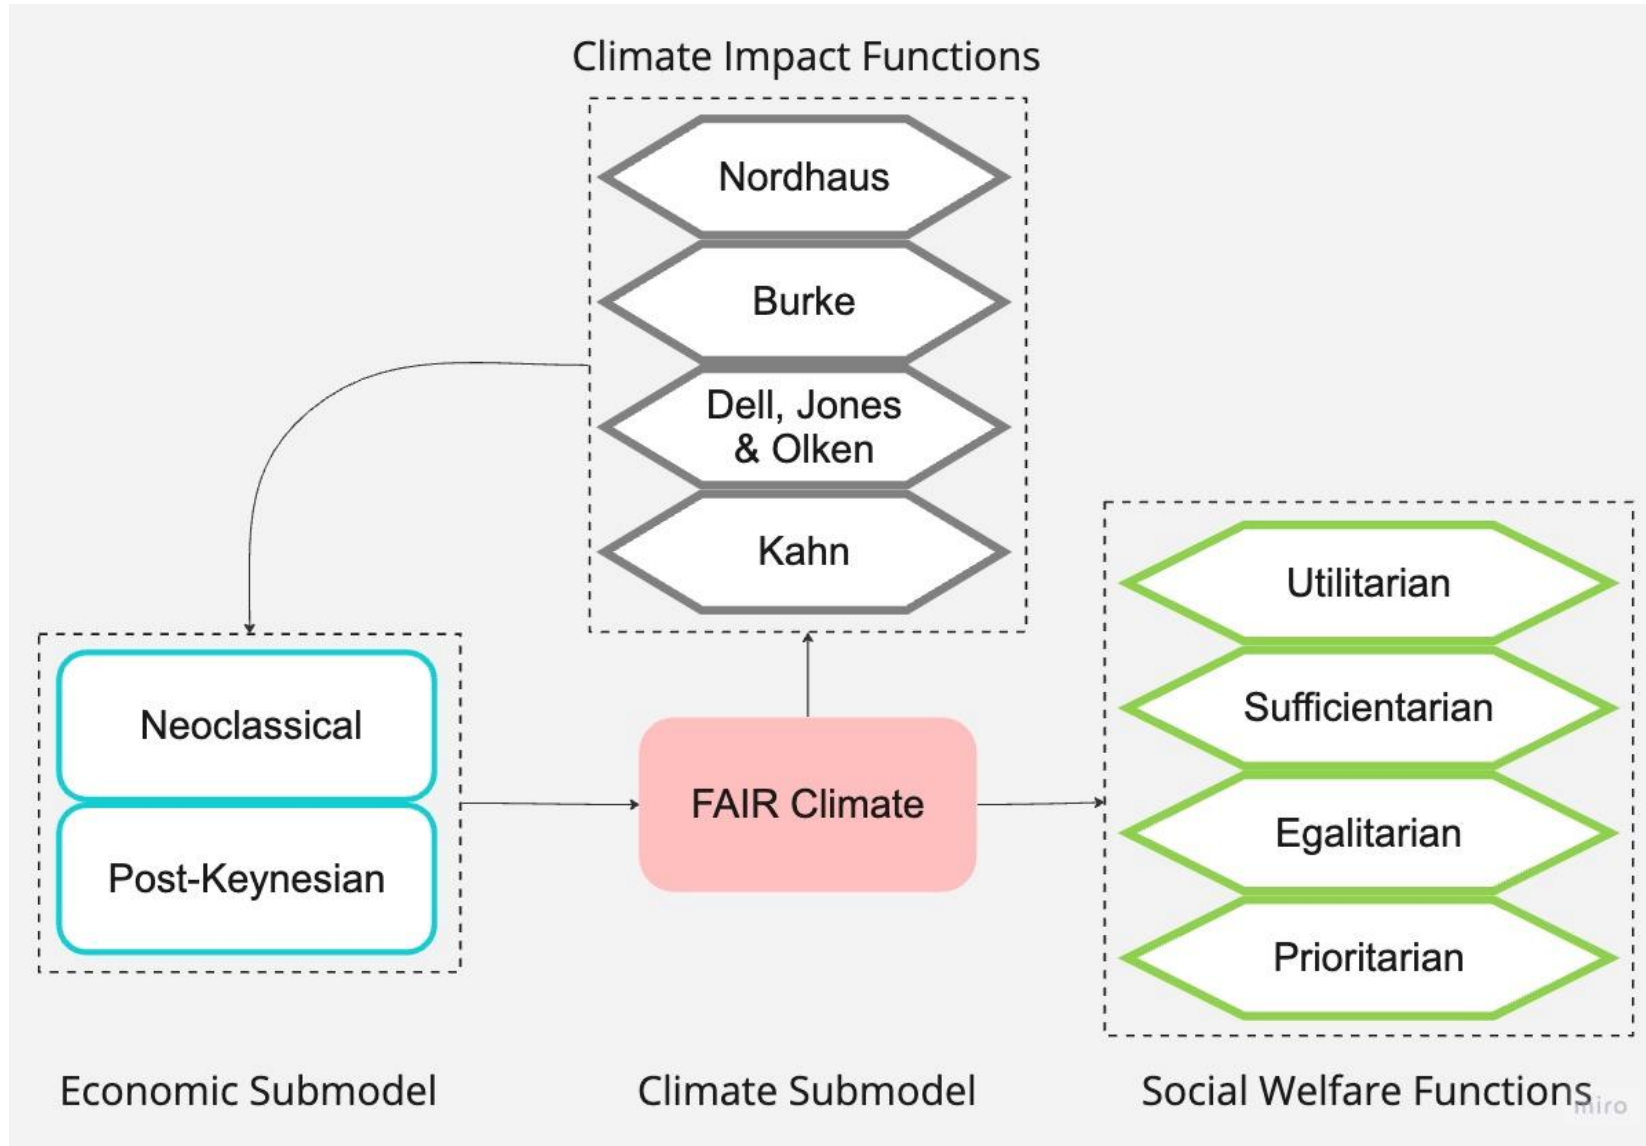 Climate Impact Functions
Nordhaus
Burke
Dell, Jones
& Olken
Kahn
Neoclassical
Post-Keynesian
FAIR Climate
Utilitarian
Sufficientarian
Egalitarian
Prioritarian
Economic Submodel
Climate Submodel
Social Welfare Functions
miro